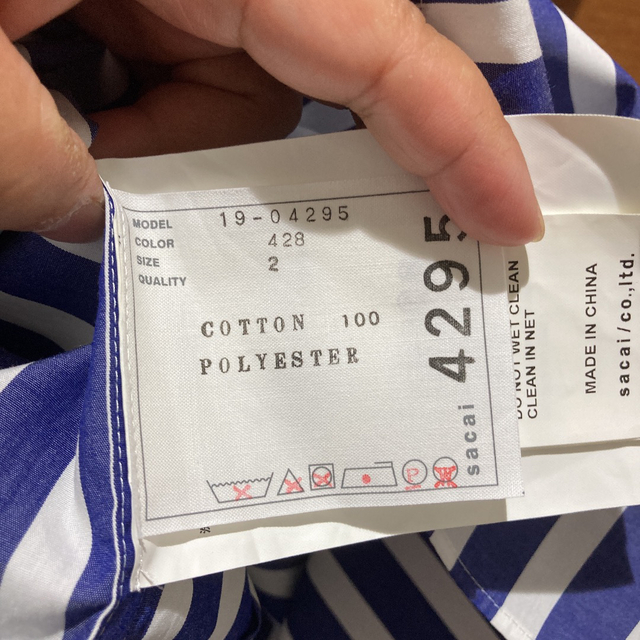 MODEL 19-04295
COLOR 428
SIZE 2
QUALITY
COTTON 100
POLYESTER
sacai 4295
DO NOT WET CLEAN
CLEAN IN NET
MADE IN CHINA
sacai/co.,ltd.
P